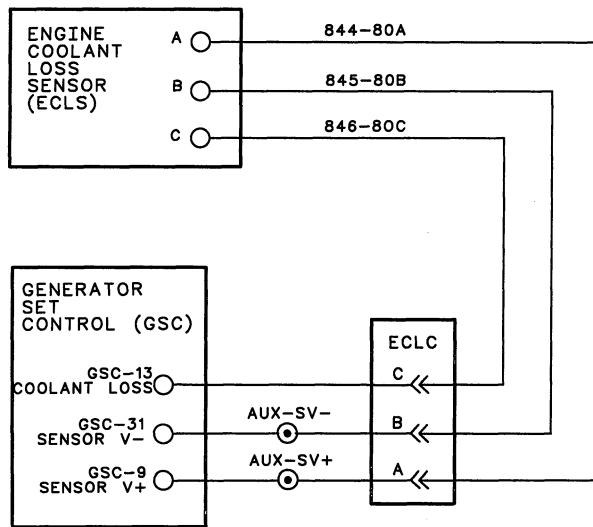 ENGINE
COOLANT
LOSS
SENSOR
(ECLS)
A
844-80A
B
845-80B
C
846-80C
GENERATOR
SET
CONTROL (GSC)
ECLC
GSC-13
COOLANT LOSS
C
GSC-31
SENSOR V-
AUX-SV-
B
GSC-9
SENSOR V+
AUX-SV+
A